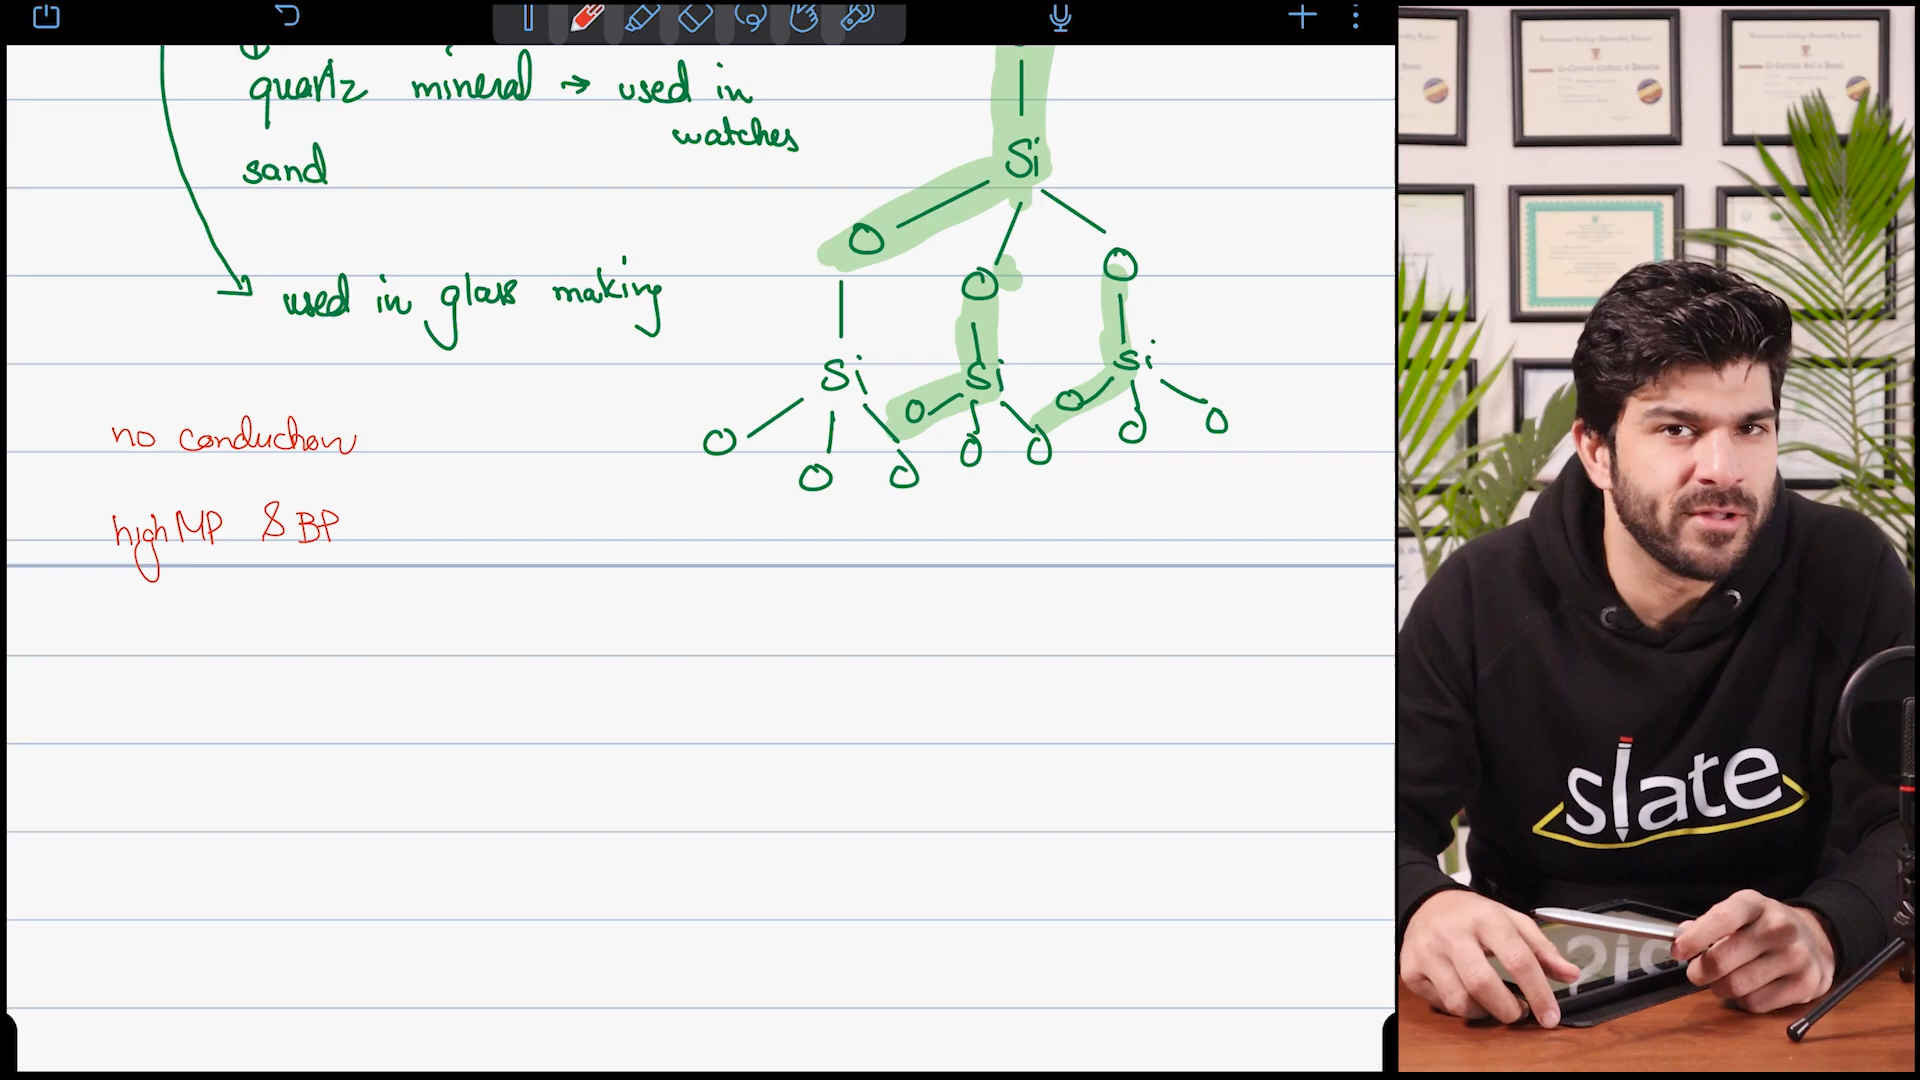 quartz mineral → used in
watches
sand
used in glass making
no conduction
high MP & BP
Si
O
O
O
Si
Si
Si
O
O
O
O
O
O
O
O
O
slate